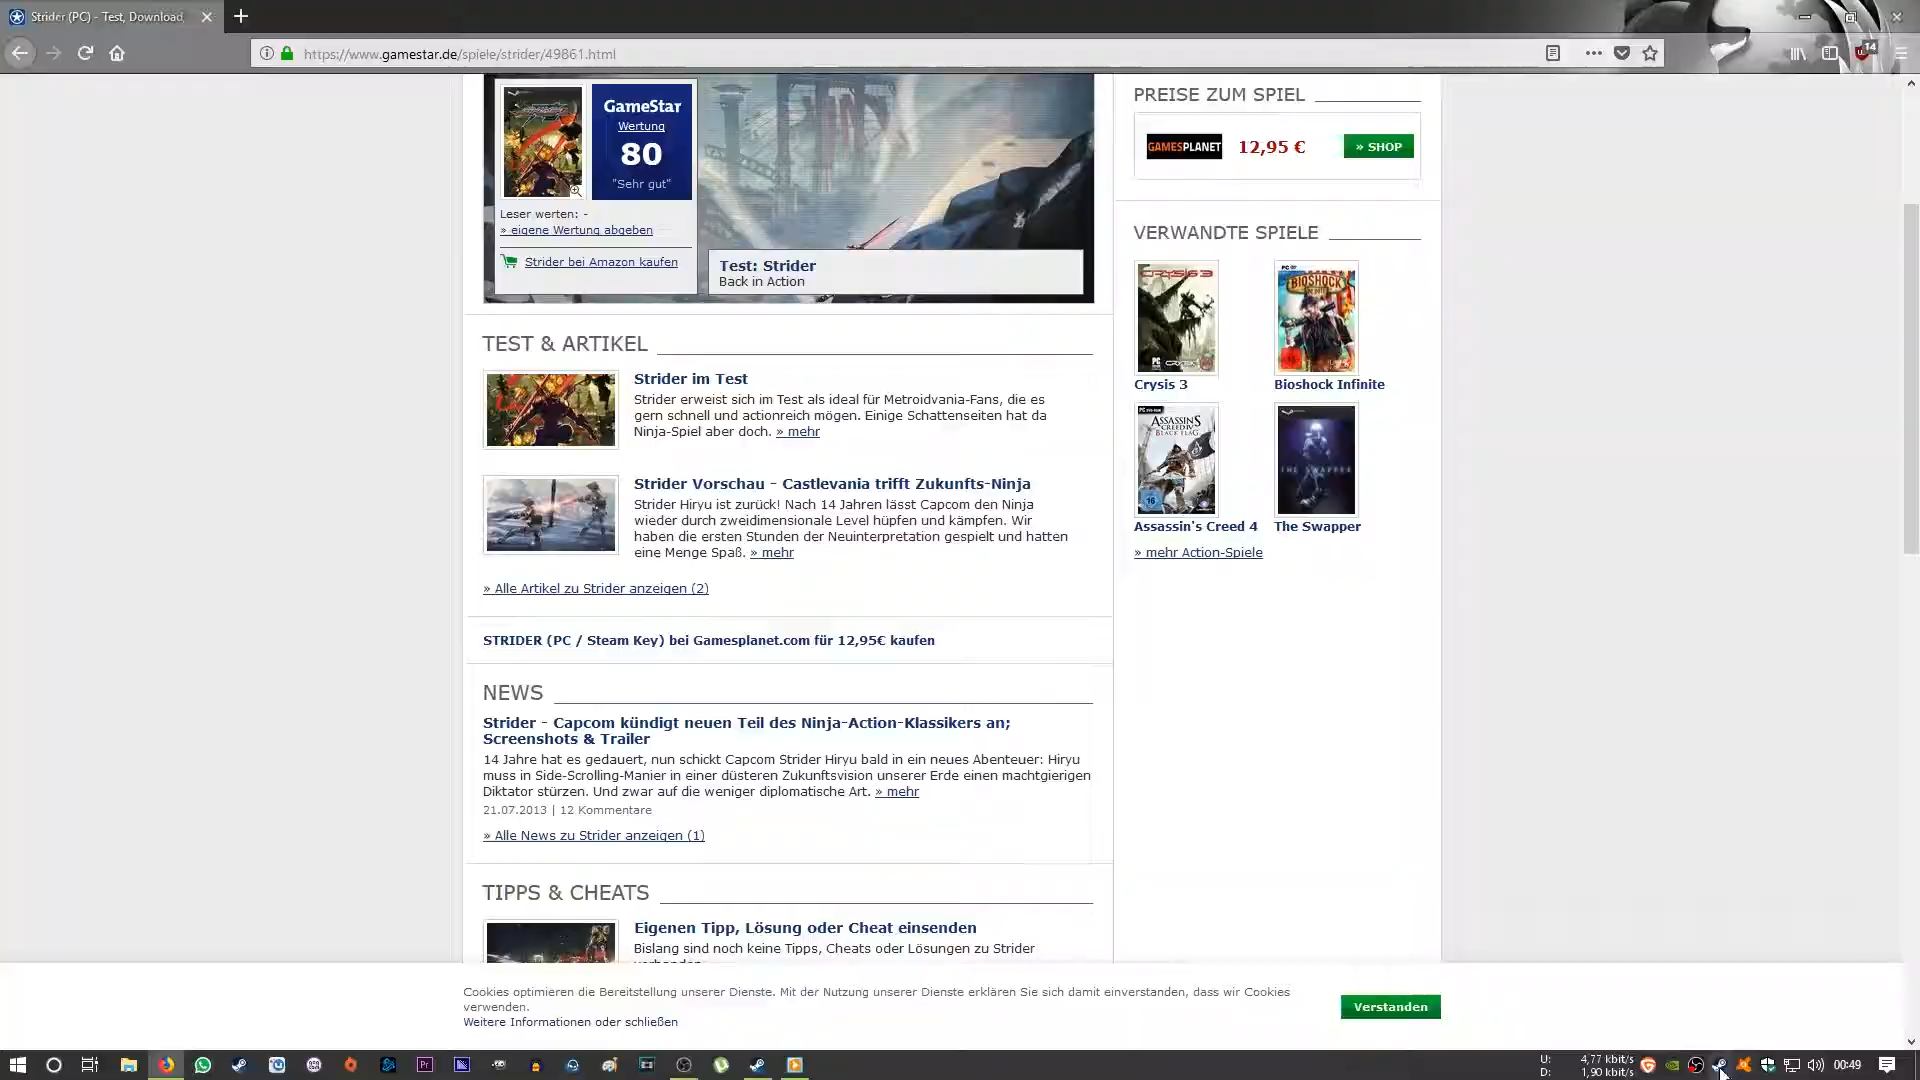 Strider (PC) - Test, Download,
https://www.gamestar.de/spiele/strider/49861.html
14
GameStar
Wertung
80
"Sehr gut"
Leser werten: -
» eigene Wertung abgeben
Strider bei Amazon kaufen
Test: Strider
Back in Action
PREISE ZUM SPIEL
GAMESPLANET
12,95 €
» SHOP
VERWANDTE SPIELE
CRYSIS 3
BIOSHOCK
Crysis 3
Bioshock Infinite
ASSASSIN'S
CREED IV
BLACK FLAG
THE SWAPPER
Assassin's Creed 4
The Swapper
» mehr Action-Spiele
TEST & ARTIKEL
Strider im Test
Strider erweist sich im Test als ideal für Metroidvania-Fans, die es
gern schnell und actionreich mögen. Einige Schattenseiten hat da
Ninja-Spiel aber doch. » mehr
Strider Vorschau - Castlevania trifft Zukunfts-Ninja
Strider Hiryu ist zurück! Nach 14 Jahren lässt Capcom den Ninja
wieder durch zweidimensionale Level hüpfen und kämpfen. Wir
haben die ersten Stunden der Neuinterpretation gespielt und hatten
eine Menge Spaß. » mehr
» Alle Artikel zu Strider anzeigen (2)
STRIDER (PC / Steam Key) bei Gamesplanet.com für 12,95€ kaufen
NEWS
Strider - Capcom kündigt neuen Teil des Ninja-Action-Klassikers an;
Screenshots & Trailer
14 Jahre hat es gedauert, nun schickt Capcom Strider Hiryu bald in ein neues Abenteuer: Hiryu
muss in Side-Scrolling-Manier in einer düsteren Zukunftsvision unserer Erde einen machtgierigen
Diktator stürzen. Und zwar auf die weniger diplomatische Art. » mehr
21.07.2013 | 12 Kommentare
» Alle News zu Strider anzeigen (1)
TIPPS & CHEATS
Eigenen Tipp, Lösung oder Cheat einsenden
Bislang sind noch keine Tipps, Cheats oder Lösungen zu Strider
Cookies optimieren die Bereitstellung unserer Dienste. Mit der Nutzung unserer Dienste erklären Sie sich damit einverstanden, dass wir Cookies
verwenden.
Weitere Informationen oder schließen
Verstanden
U: 4,77 kbit/s
D: 1,90 kbit/s
00:49